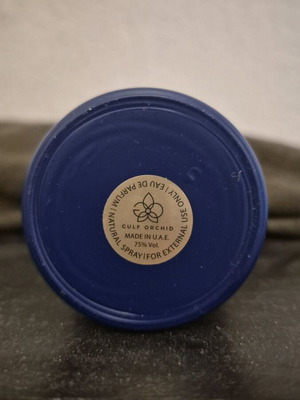 GULF ORCHID
MADE IN U.A.E.
75% Vol.
EAU DE PARFUM | NATURAL SPRAY | FOR EXTERNAL USE ONLY |